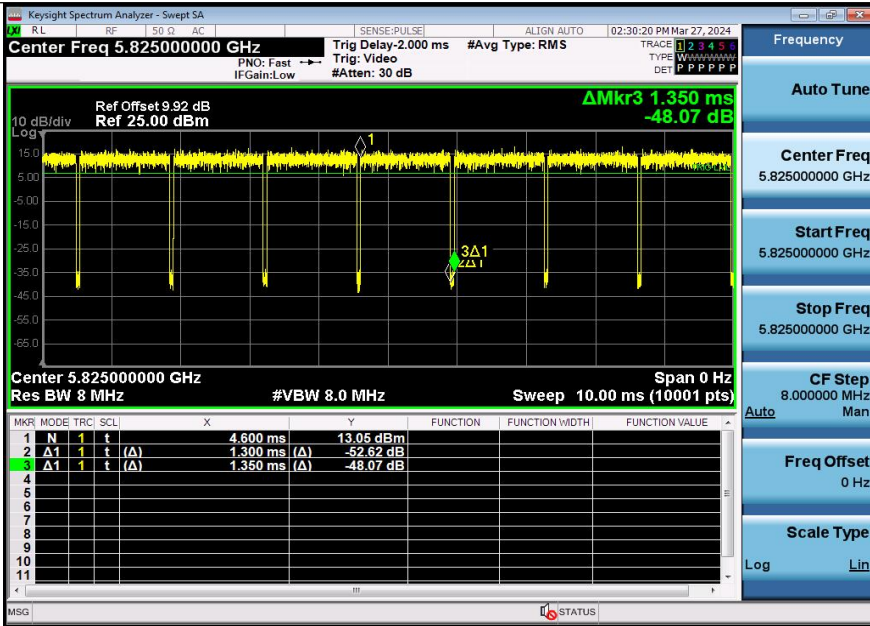 Keysight Spectrum Analyzer - Swept SA
LXI RL RF 50 Ω AC SENSE:PULSE ALIGN AUTO 02:30:20 PM Mar 27, 2024
Center Freq 5.825000000 GHz
PNO: Fast
IFGain:Low
Trig Delay-2.000 ms
Trig: Video
#Atten: 30 dB
#Avg Type: RMS
TRACE 1 2 3 4 5 6
TYPE WWWWWW
DET P P P P P P
Ref Offset 9.92 dB
10 dB/div Ref 25.00 dBm
Log
ΔMkr3 1.350 ms
-48.07 dB
15.0
5.00
-5.00
-15.0
-25.0
-35.0
-45.0
-55.0
-65.0
1
3Δ1
2Δ1
Center 5.825000000 GHz Span 0 Hz
Res BW 8 MHz #VBW 8.0 MHz Sweep 10.00 ms (10001 pts)
MKR MODE TRC SCL X Y FUNCTION FUNCTION WIDTH FUNCTION VALUE
1 N 1 t 4.600 ms 13.05 dBm
2 Δ1 1 t (Δ) 1.300 ms (Δ) -52.62 dB
3 Δ1 1 t (Δ) 1.350 ms (Δ) -48.07 dB
4
5
6
7
8
9
10
11
MSG STATUS
Frequency
Auto Tune
Center Freq
5.825000000 GHz
Start Freq
5.825000000 GHz
Stop Freq
5.825000000 GHz
CF Step
8.000000 MHz
Auto Man
Freq Offset
0 Hz
Scale Type
Log Lin